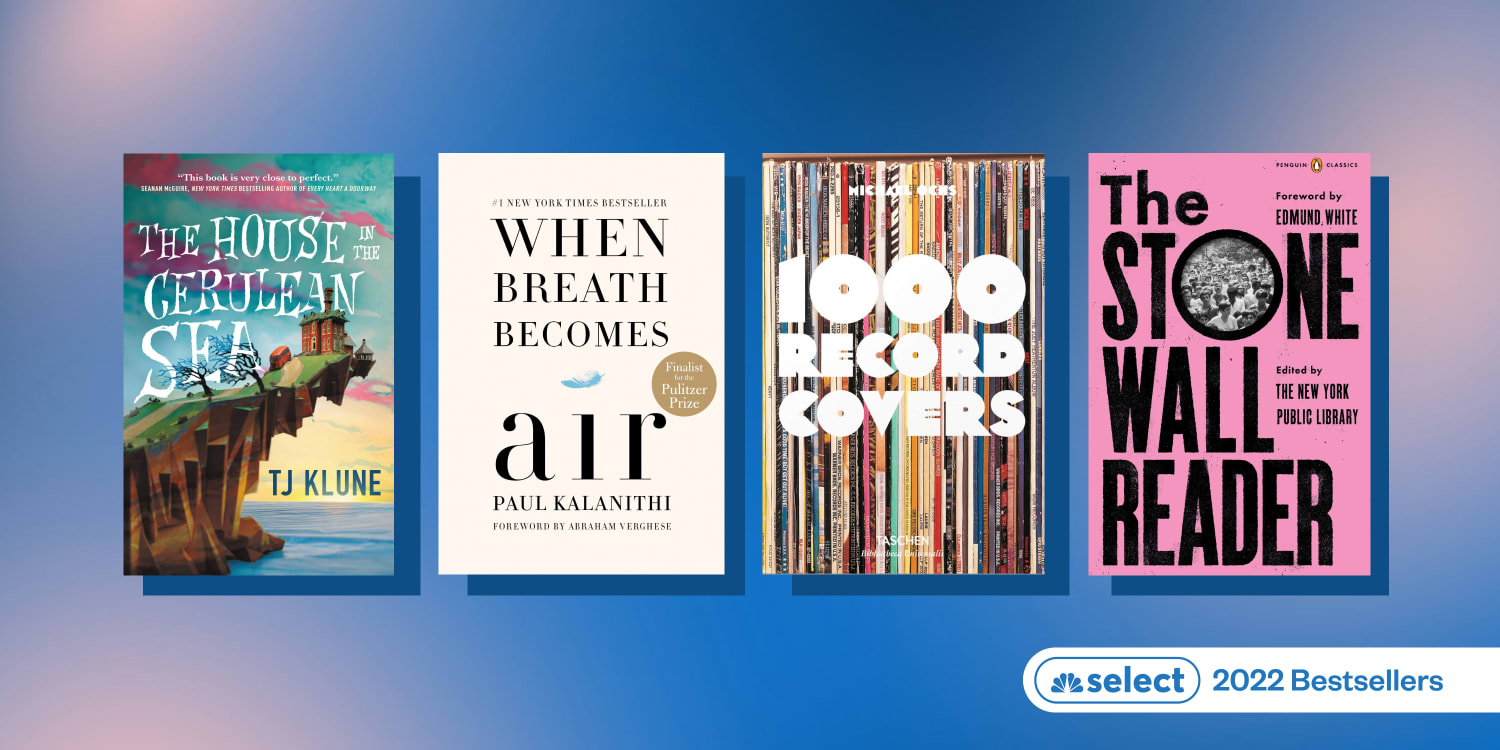 “This book is very close to perfect.”
SEANAN McGUIRE, NEW YORK TIMES BESTSELLING AUTHOR OF EVERY HEART A DOORWAY
THE HOUSE IN THE
CERULEAN
SEA
TJ KLUNE
#1 NEW YORK TIMES BESTSELLER
WHEN
BREATH
BECOMES
Finalist
for the
Pulitzer
Prize
air
PAUL KALANITHI
FOREWORD BY ABRAHAM VERGHESE
MICHAEL OCHS
1000
RECORD
COVERS
TASCHEN
Bibliotheca Universalis
PENGUIN CLASSICS
The
Foreword by
EDMUND WHITE
STONE
Edited by
THE NEW YORK
PUBLIC LIBRARY
WALL
READER
select 2022 Bestsellers